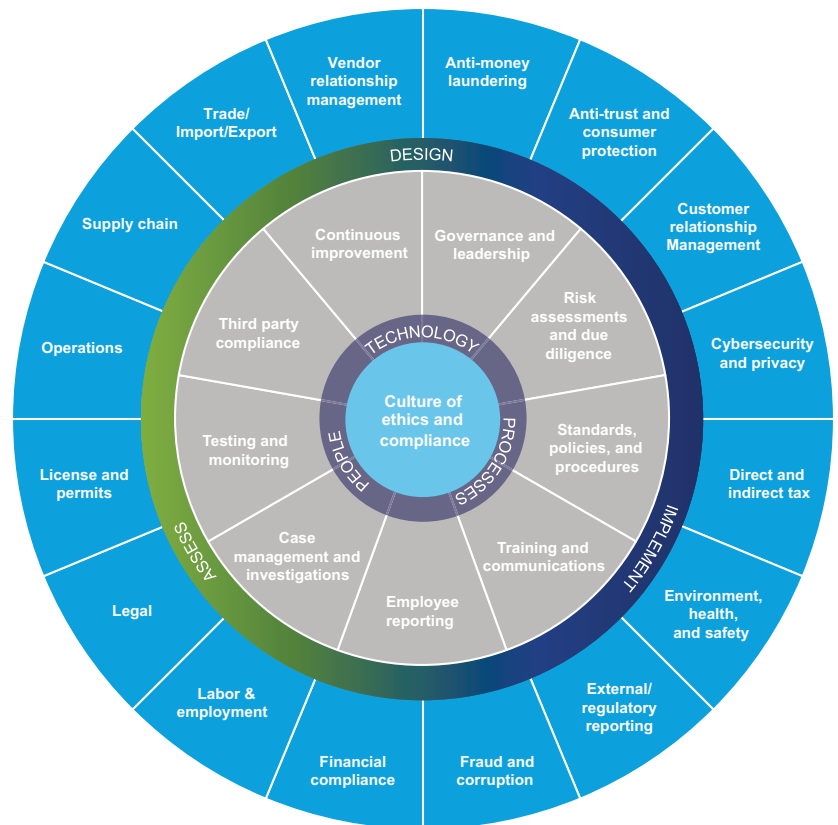 Vendor
relationship
management
Anti-money
laundering
Anti-trust and
consumer
protection
Customer
relationship
Management
Cybersecurity
and privacy
Direct and
indirect tax
Environment,
health,
and safety
External/
regulatory
reporting
Fraud and
corruption
Financial
compliance
Labor &
employment
Legal
License and
permits
Operations
Supply chain
Trade/
Import/Export
DESIGN
IMPLEMENT
ASSESS
Continuous
improvement
Governance and
leadership
Risk
assessments
and due
diligence
Standards,
policies, and
procedures
Training and
communications
Employee
reporting
Case
management and
investigations
Testing and
monitoring
Third party
compliance
TECHNOLOGY
PROCESSES
PEOPLE
Culture of
ethics and
compliance